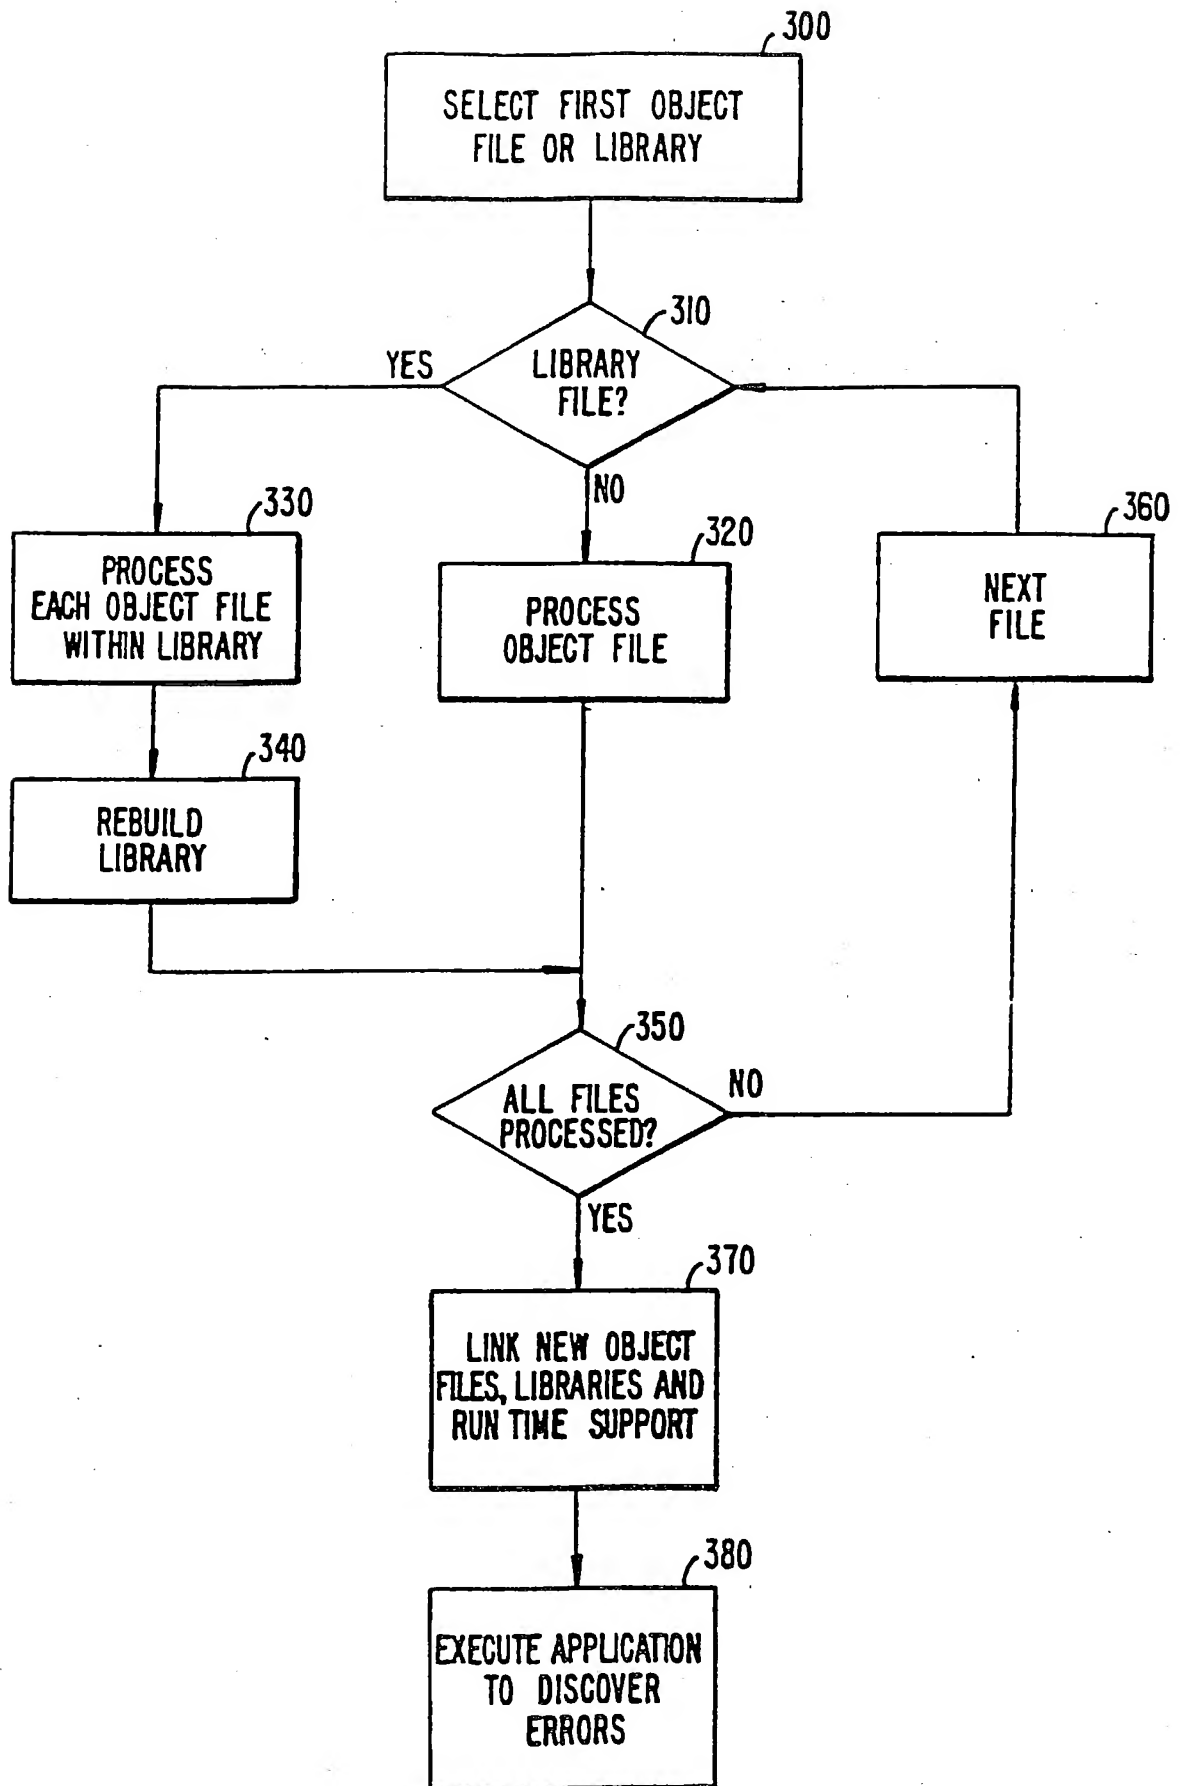 300
SELECT FIRST OBJECT
FILE OR LIBRARY
310
YES
LIBRARY
FILE?
NO
330
PROCESS
EACH OBJECT FILE
WITHIN LIBRARY
320
PROCESS
OBJECT FILE
360
NEXT
FILE
340
REBUILD
LIBRARY
350
ALL FILES
PROCESSED?
NO
YES
370
LINK NEW OBJECT
FILES, LIBRARIES AND
RUN TIME SUPPORT
380
EXECUTE APPLICATION
TO DISCOVER
ERRORS